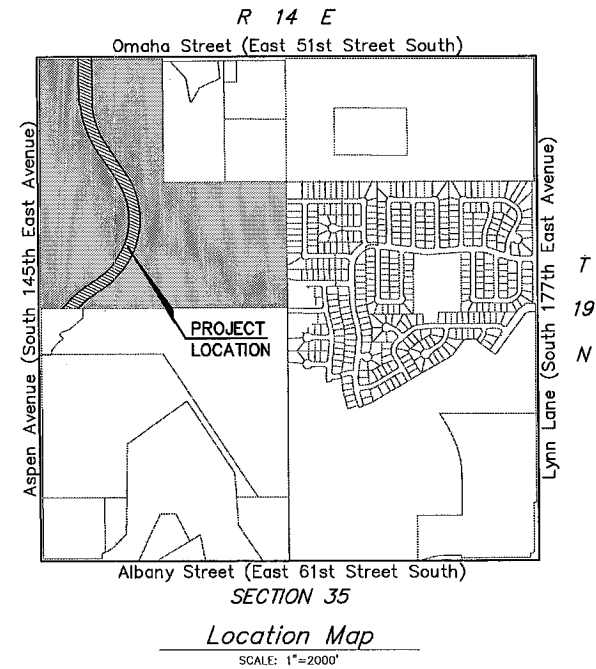 R 14 E
Omaha Street (East 51st Street South)
Aspen Avenue (South 145th East Avenue)
Lynn Lane (South 177th East Avenue)
T
19
N
PROJECT
LOCATION
Albany Street (East 61st Street South)
SECTION 35
Location Map
SCALE: 1"=2000'